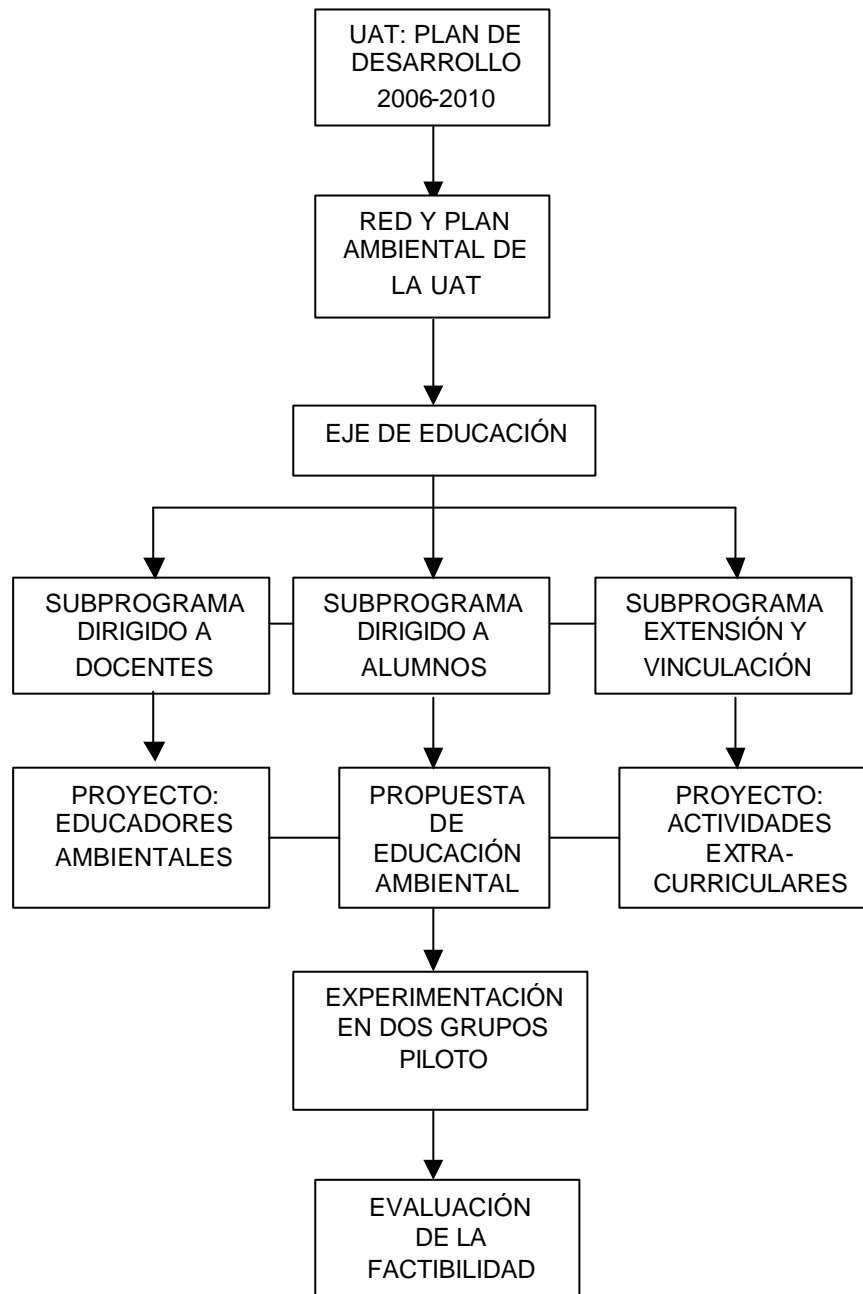 UAT: PLAN DE
DESARROLLO
2006-2010
RED Y PLAN
AMBIENTAL DE
LA UAT
EJE DE EDUCACIÓN
SUBPROGRAMA
DIRIGIDO A
DOCENTES
SUBPROGRAMA
DIRIGIDO A
ALUMNOS
SUBPROGRAMA
EXTENSIÓN Y
VINCULACIÓN
PROYECTO:
EDUCADORES
AMBIENTALES
PROPUESTA
DE
EDUCACIÓN
AMBIENTAL
PROYECTO:
ACTIVIDADES
EXTRA-
CURRICULARES
EXPERIMENTACIÓN
EN DOS GRUPOS
PILOTO
EVALUACIÓN
DE LA
FACTIBILIDAD